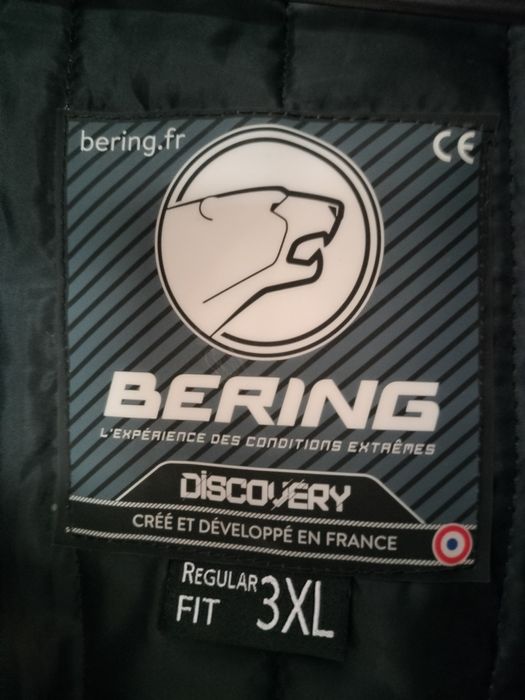 bering.fr
CE
BERING
L'EXPÉRIENCE DES CONDITIONS EXTRÊMES
DISCOVERY
CRÉÉ ET DÉVELOPPÉ EN FRANCE
REGULAR
FIT 3XL